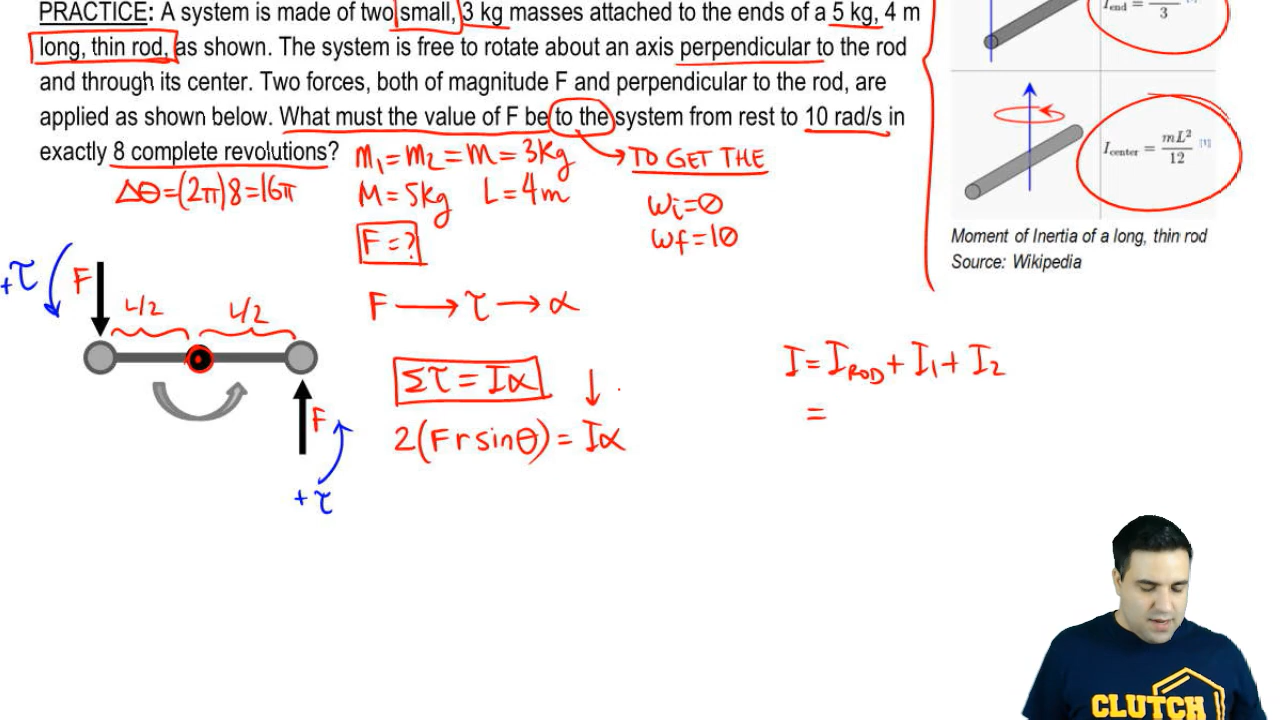 PRACTICE: A system is made of two small, 3 kg masses attached to the ends of a 5 kg, 4 m
long, thin rod, as shown. The system is free to rotate about an axis perpendicular to the rod
and through its center. Two forces, both of magnitude F and perpendicular to the rod, are
applied as shown below. What must the value of F be to the system from rest to 10 rad/s in
exactly 8 complete revolutions?
Δθ=(2π)8=16π
m₁=m₂=m=3kg
M=5kg L=4m
F=?
TO GET THE
ωi=0
ωf=10
I end = 3
I center = mL²/12 [1]
Moment of Inertia of a long, thin rod
Source: Wikipedia
+τ
F
L/2
L/2
F
+τ
F → τ → α
Στ = Iα ↓
2(F r sinθ) = Iα
I = I ROD + I₁ + I₂
=
CLUTCH